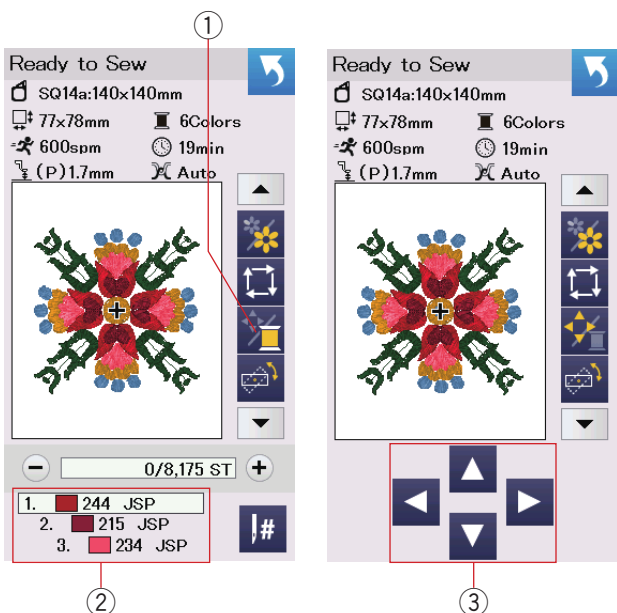 ①
Ready to Sew
SQ14a:140x140mm
77x78mm 6Colors
600spm 19min
(P)1.7mm Auto
0/8,175 ST
1. 244 JSP
2. 215 JSP
3. 234 JSP
#
②
Ready to Sew
SQ14a:140x140mm
77x78mm 6Colors
600spm 19min
(P)1.7mm Auto
③